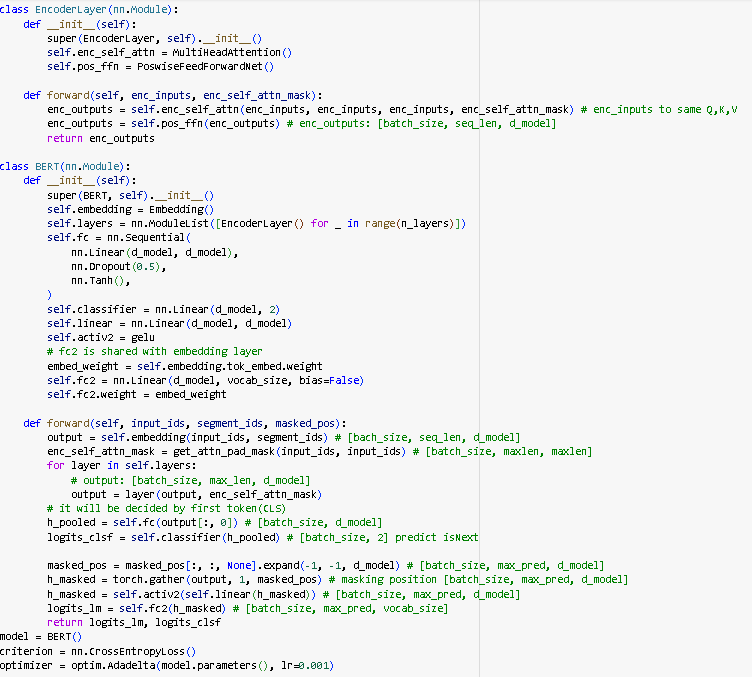 class EncoderLayer(nn.Module):
    def __init__(self):
        super(EncoderLayer, self).__init__()
        self.enc_self_attn = MultiHeadAttention()
        self.pos_ffn = PoswiseFeedForwardNet()

    def forward(self, enc_inputs, enc_self_attn_mask):
        enc_outputs = self.enc_self_attn(enc_inputs, enc_inputs, enc_inputs, enc_self_attn_mask) # enc_inputs to same Q,K,V
        enc_outputs = self.pos_ffn(enc_outputs) # enc_outputs: [batch_size, seq_len, d_model]
        return enc_outputs

class BERT(nn.Module):
    def __init__(self):
        super(BERT, self).__init__()
        self.embedding = Embedding()
        self.layers = nn.ModuleList([EncoderLayer() for _ in range(n_layers)])
        self.fc = nn.Sequential(
            nn.Linear(d_model, d_model),
            nn.Dropout(0.5),
            nn.Tanh(),
        )
        self.classifier = nn.Linear(d_model, 2)
        self.linear = nn.Linear(d_model, d_model)
        self.activ2 = gelu
        # fc2 is shared with embedding layer
        embed_weight = self.embedding.tok_embed.weight
        self.fc2 = nn.Linear(d_model, vocab_size, bias=False)
        self.fc2.weight = embed_weight

    def forward(self, input_ids, segment_ids, masked_pos):
        output = self.embedding(input_ids, segment_ids) # [bach_size, seq_len, d_model]
        enc_self_attn_mask = get_attn_pad_mask(input_ids, input_ids) # [batch_size, maxlen, maxlen]
        for layer in self.layers:
            # output: [batch_size, max_len, d_model]
            output = layer(output, enc_self_attn_mask)
        # it will be decided by first token(CLS)
        h_pooled = self.fc(output[:, 0]) # [batch_size, d_model]
        logits_clsf = self.classifier(h_pooled) # [batch_size, 2] predict isNext

        masked_pos = masked_pos[:, :, None].expand(-1, -1, d_model) # [batch_size, max_pred, d_model]
        h_masked = torch.gather(output, 1, masked_pos) # masking position [batch_size, max_pred, d_model]
        h_masked = self.activ2(self.linear(h_masked)) # [batch_size, max_pred, d_model]
        logits_lm = self.fc2(h_masked) # [batch_size, max_pred, vocab_size]
        return logits_lm, logits_clsf
model = BERT()
criterion = nn.CrossEntropyLoss()
optimizer = optim.Adadelta(model.parameters(), lr=0.001)